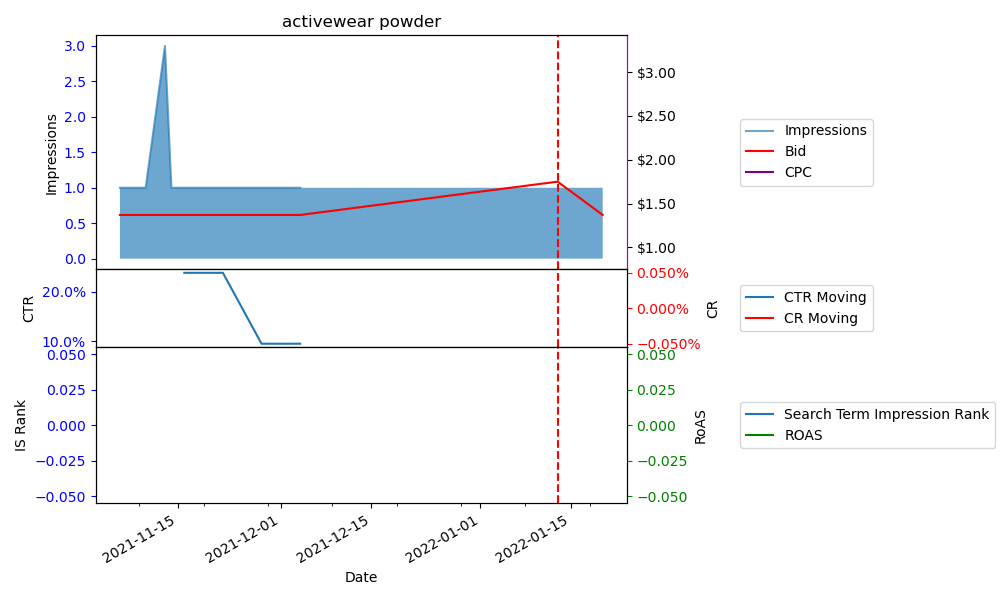 activewear powder
Impressions
3.0
2.5
2.0
1.5
1.0
0.5
0.0
$3.00
$2.50
$2.00
$1.50
$1.00
Impressions
Bid
CPC
CTR
20.0%
10.0%
0.050%
0.000%
−0.050%
CR
CTR Moving
CR Moving
IS Rank
0.050
0.025
0.000
−0.025
−0.050
0.050
0.025
0.000
−0.025
−0.050
RoAS
Search Term Impression Rank
ROAS
2021-11-15
2021-12-01
2021-12-15
2022-01-01
2022-01-15
Date